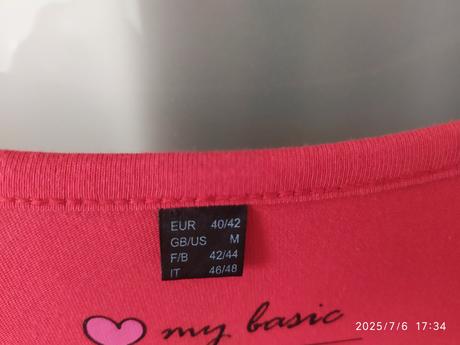 EUR 40/42
GB/US M
F/B 42/44
IT 46/48
my basic
2025/7/6 17:34